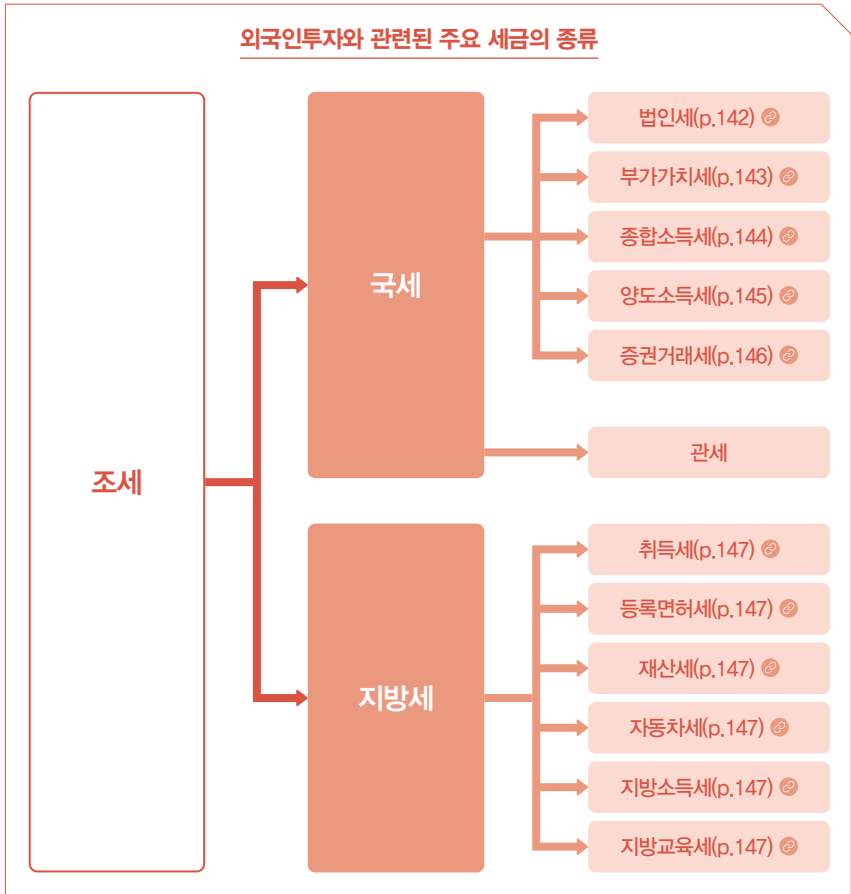 외국인투자와 관련된 주요 세금의 종류
조세
국세
법인세(p.142)
부가가치세(p.143)
종합소득세(p.144)
양도소득세(p.145)
증권거래세(p.146)
관세
지방세
취득세(p.147)
등록면허세(p.147)
재산세(p.147)
자동차세(p.147)
지방소득세(p.147)
지방교육세(p.147)